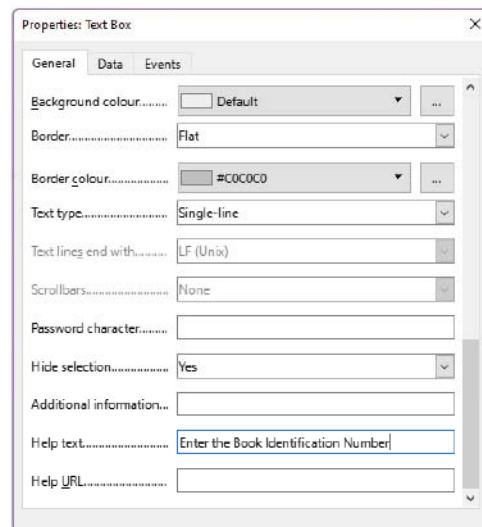 Properties: Text Box
General Data Events
Background colour......... Default ...
Border............................ Flat
Border colour.................. #C0C0C0 ...
Text type......................... Single-line
Text lines end with.......... LF (Unix)
Scrollbars........................ None
Password character.........
Hide selection.................. Yes
Additional information...
Help text......................... Enter the Book Identification Number
Help URL.........................